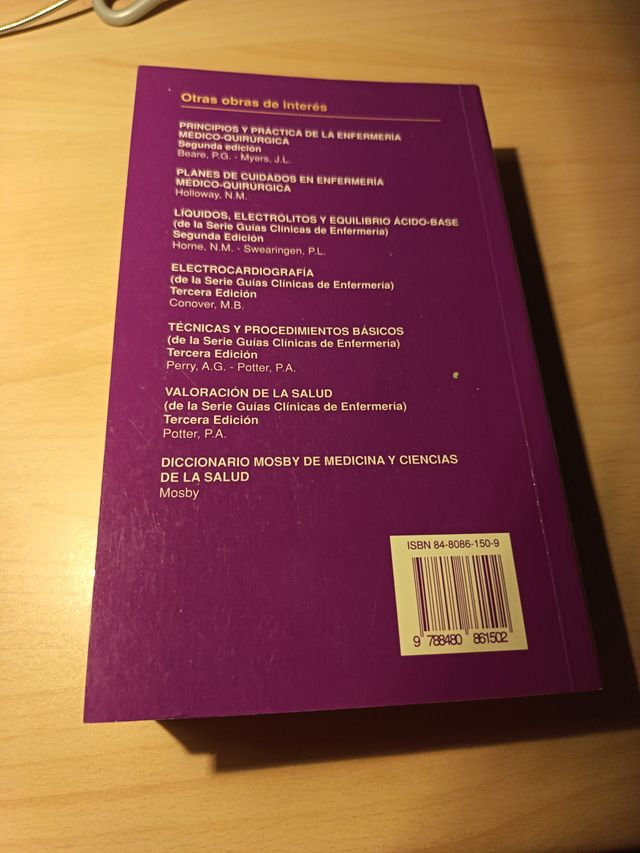 Otras obras de interés
PRINCIPIOS Y PRÁCTICA DE LA ENFERMERÍA
MÉDICO-QUIRÚRGICA
Segunda edición
Beare, P.G. - Myers, J.L.
PLANES DE CUIDADOS EN ENFERMERÍA
MÉDICO-QUIRÚRGICA
Holloway, N.M.
LÍQUIDOS, ELECTRÓLITOS Y EQUILIBRIO ÁCIDO-BASE
(de la Serie Guías Clínicas de Enfermería)
Segunda Edición
Horne, N.M. - Swearingen, P.L.
ELECTROCARDIOGRAFÍA
(de la Serie Guías Clínicas de Enfermería)
Tercera Edición
Conover, M.B.
TÉCNICAS Y PROCEDIMIENTOS BÁSICOS
(de la Serie Guías Clínicas de Enfermería)
Tercera Edición
Perry, A.G. - Potter, P.A.
VALORACIÓN DE LA SALUD
(de la Serie Guías Clínicas de Enfermería)
Tercera Edición
Potter, P.A.
DICCIONARIO MOSBY DE MEDICINA Y CIENCIAS
DE LA SALUD
Mosby
ISBN 84-8086-150-9
9 788480 861502